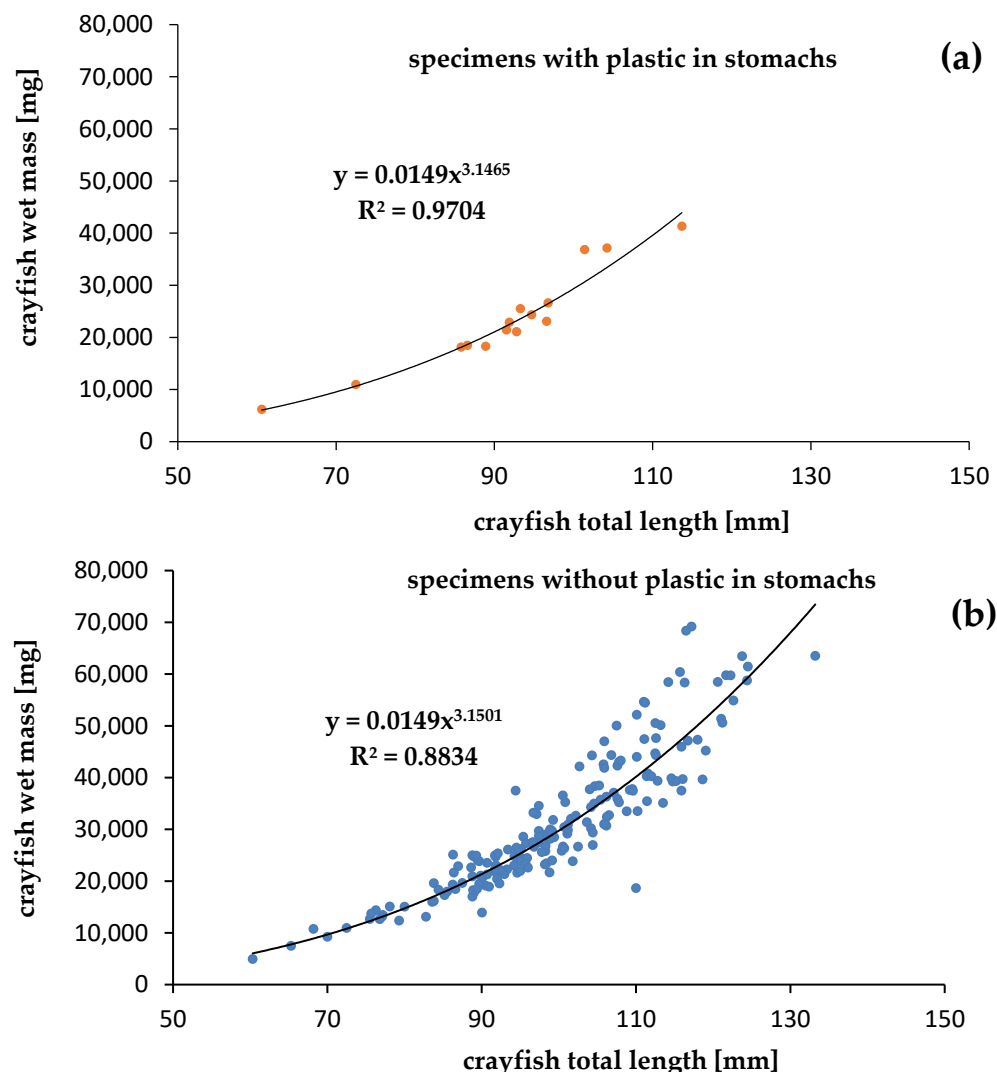 80,000
specimens with plastic in stomachs
(a)
70,000
60,000
50,000
y = 0.0149x^3.1465
R² = 0.9704
40,000
30,000
20,000
10,000
0
50 70 90 110 130 150
crayfish wet mass [mg]
crayfish total length [mm]
80,000
specimens without plastic in stomachs
(b)
70,000
60,000
50,000
y = 0.0149x^3.1501
R² = 0.8834
40,000
30,000
20,000
10,000
0
50 70 90 110 130 150
crayfish wet mass [mg]
crayfish total length [mm]